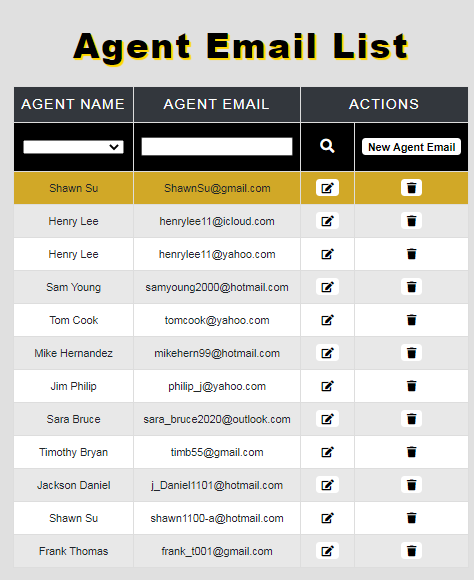 Agent Email List
AGENT NAME AGENT EMAIL ACTIONS
New Agent Email
Shawn Su ShawnSu@gmail.com
Henry Lee henrylee11@icloud.com
Henry Lee henrylee11@yahoo.com
Sam Young samyoung2000@hotmail.com
Tom Cook tomcook@yahoo.com
Mike Hernandez mikehern99@hotmail.com
Jim Philip philip_j@yahoo.com
Sara Bruce sara_bruce2020@outlook.com
Timothy Bryan timb55@gmail.com
Jackson Daniel j_Daniel1101@hotmail.com
Shawn Su shawn1100-a@hotmail.com
Frank Thomas frank_t001@gmail.com